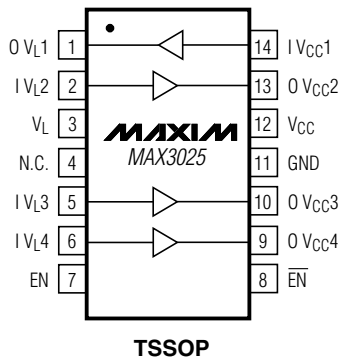 O VL1 1 14 I VCC1
I VL2 2 13 O VCC2
VL 3 12 VCC
MAXIM
N.C. 4 MAX3025 11 GND
I VL3 5 10 O VCC3
I VL4 6 9 O VCC4
EN 7 8 E̅N̅
TSSOP